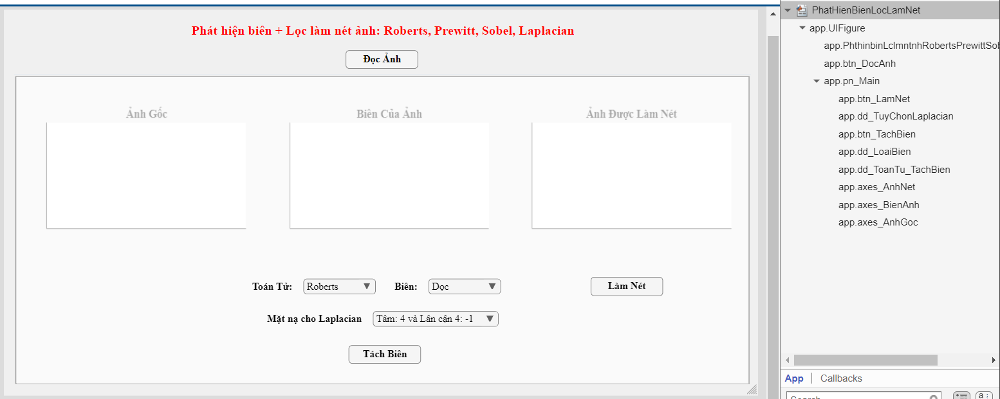 Phát hiện biên + Lọc làm nét ảnh: Roberts, Prewitt, Sobel, Laplacian
Đọc Ảnh
Ảnh Gốc
Biên Của Ảnh
Ảnh Được Làm Nét
Toán Tử:
Roberts
Biên:
Dọc
Làm Nét
Mặt nạ cho Laplacian
Tâm: 4 và Lân cận 4: -1
Tách Biên
PhatHienBienLocLamNet
app.UIFigure
app.PhthinbinLclmntnhRobertsPrewittSob
app.btn_DocAnh
app.pn_Main
app.btn_LamNet
app.dd_TuyChonLaplacian
app.btn_TachBien
app.dd_LoaiBien
app.dd_ToanTu_TachBien
app.axes_AnhNet
app.axes_BienAnh
app.axes_AnhGoc
App
Callbacks
Search